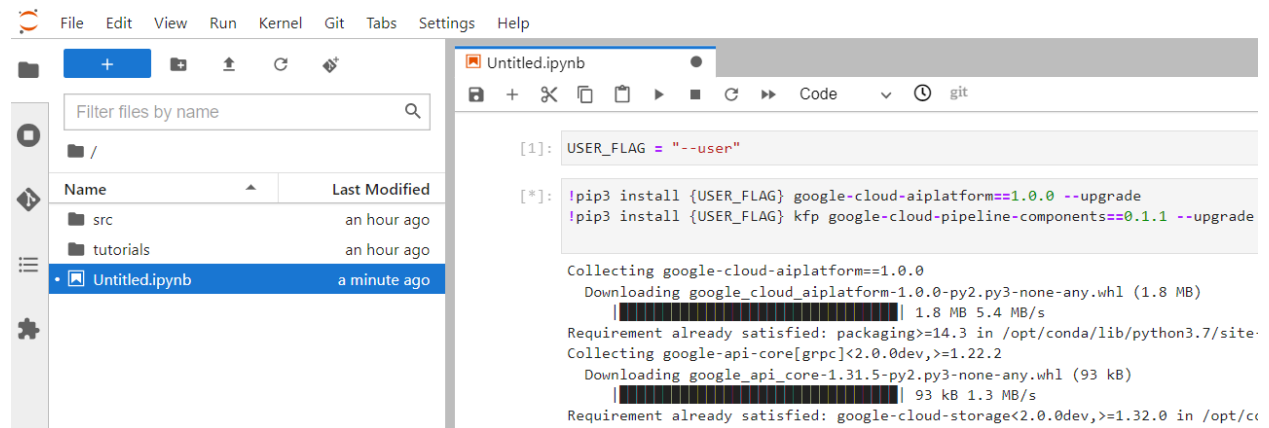 File Edit View Run Kernel Git Tabs Settings Help
+
Filter files by name
/
Name Last Modified
src an hour ago
tutorials an hour ago
Untitled.ipynb a minute ago
Untitled.ipynb
Code git
[1]: USER_FLAG = "--user"
[*]: !pip3 install {USER_FLAG} google-cloud-aiplatform==1.0.0 --upgrade
!pip3 install {USER_FLAG} kfp google-cloud-pipeline-components==0.1.1 --upgrade
Collecting google-cloud-aiplatform==1.0.0
Downloading google_cloud_aiplatform-1.0.0-py2.py3-none-any.whl (1.8 MB)
| | 1.8 MB 5.4 MB/s
Requirement already satisfied: packaging>=14.3 in /opt/conda/lib/python3.7/site-
Collecting google-api-core[grpc]<2.0.0dev,>=1.22.2
Downloading google_api_core-1.31.5-py2.py3-none-any.whl (93 kB)
| | 93 kB 1.3 MB/s
Requirement already satisfied: google-cloud-storage<2.0.0dev,>=1.32.0 in /opt/co